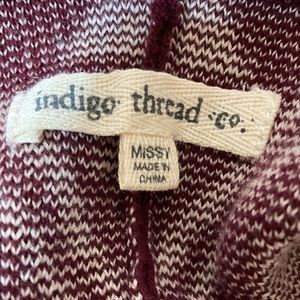 indigo thread co.
MISSY
MADE IN
CHINA